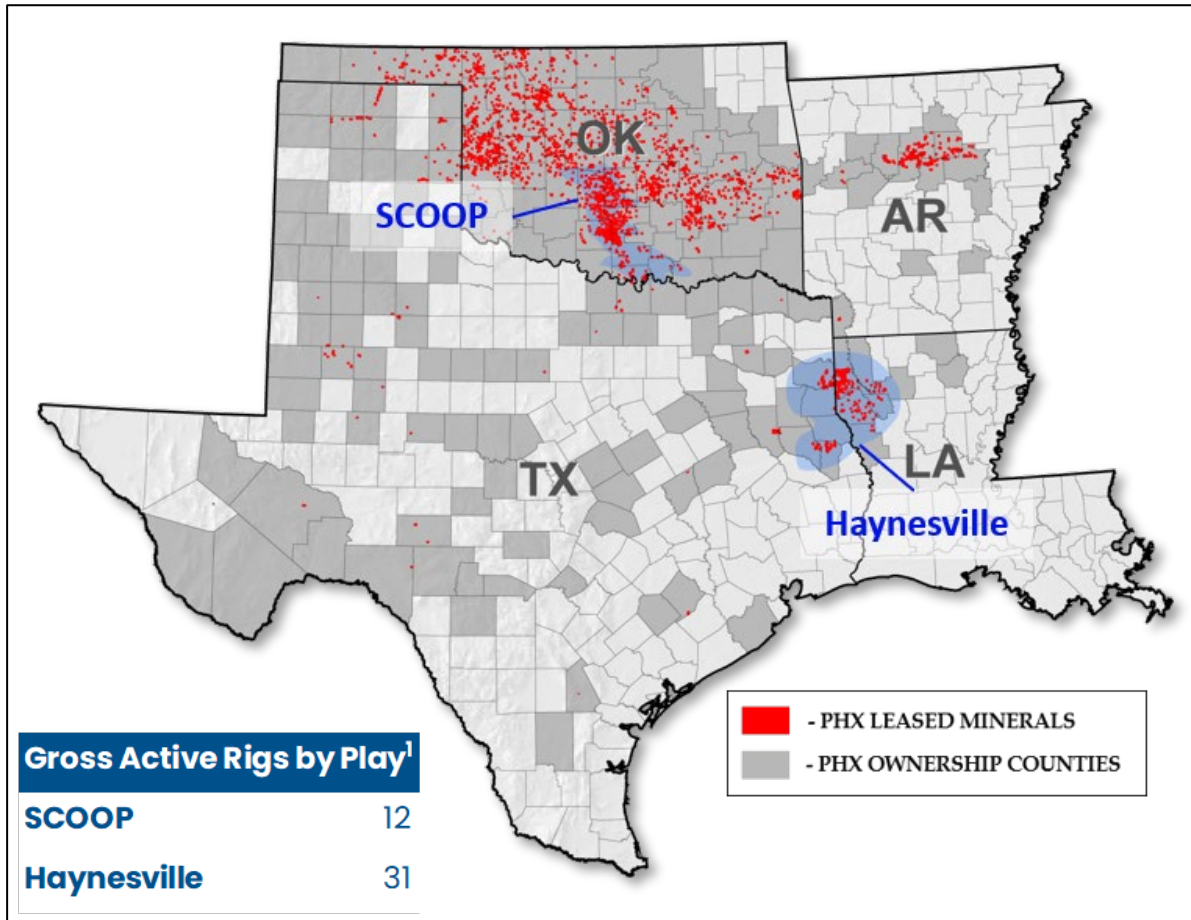 OK
SCOOP
AR
TX
LA
Haynesville
- PHX LEASED MINERALS
- PHX OWNERSHIP COUNTIES
Gross Active Rigs by Play¹
SCOOP 12
Haynesville 31